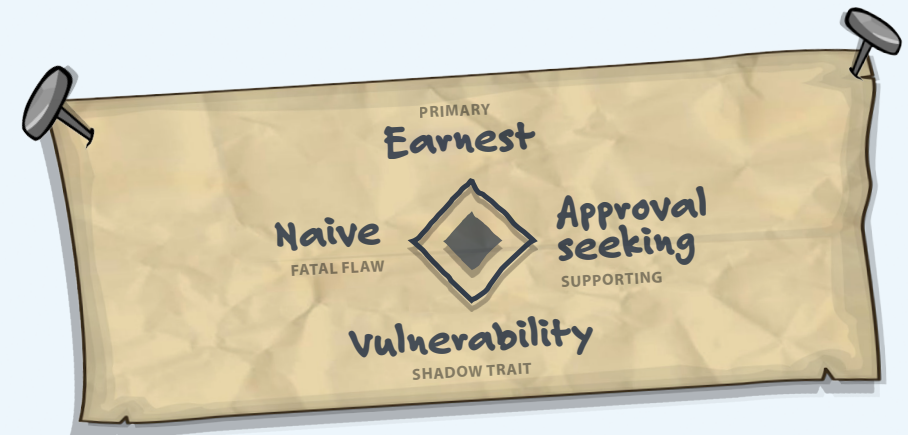 PRIMARY
Earnest
Naive
FATAL FLAW
Approval
seeking
SUPPORTING
Vulnerability
SHADOW TRAIT